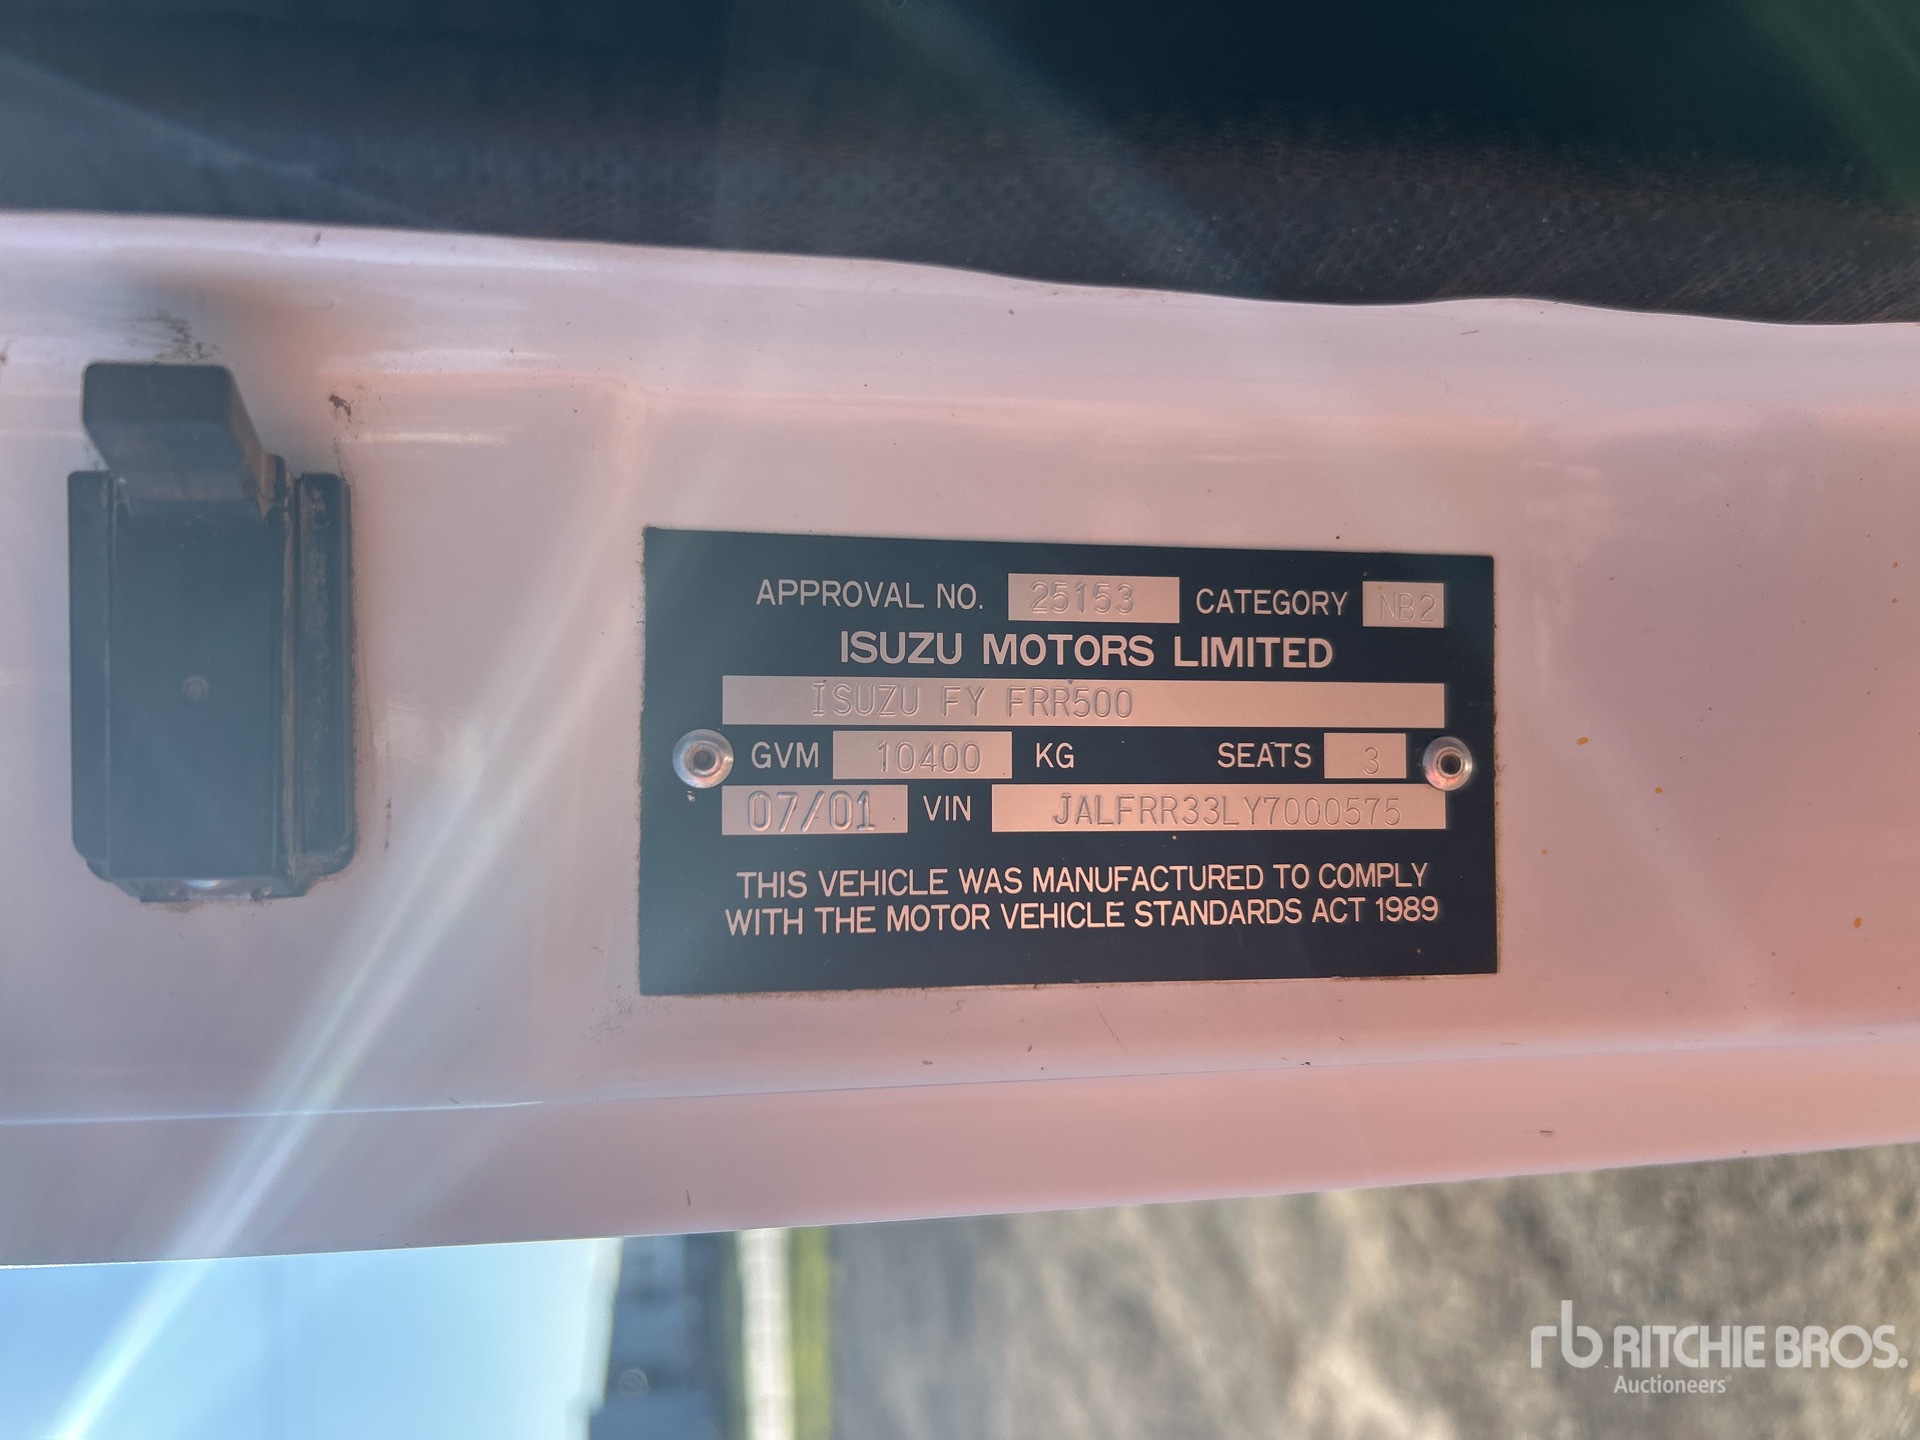 APPROVAL NO. 25153 CATEGORY NB2
ISUZU MOTORS LIMITED
ISUZU FY FRR500
GVM 10400 KG SEATS 3
07/01 VIN JALFRR33LY7000575
THIS VEHICLE WAS MANUFACTURED TO COMPLY
WITH THE MOTOR VEHICLE STANDARDS ACT 1989
rb RITCHIE BROS.
Auctioneers